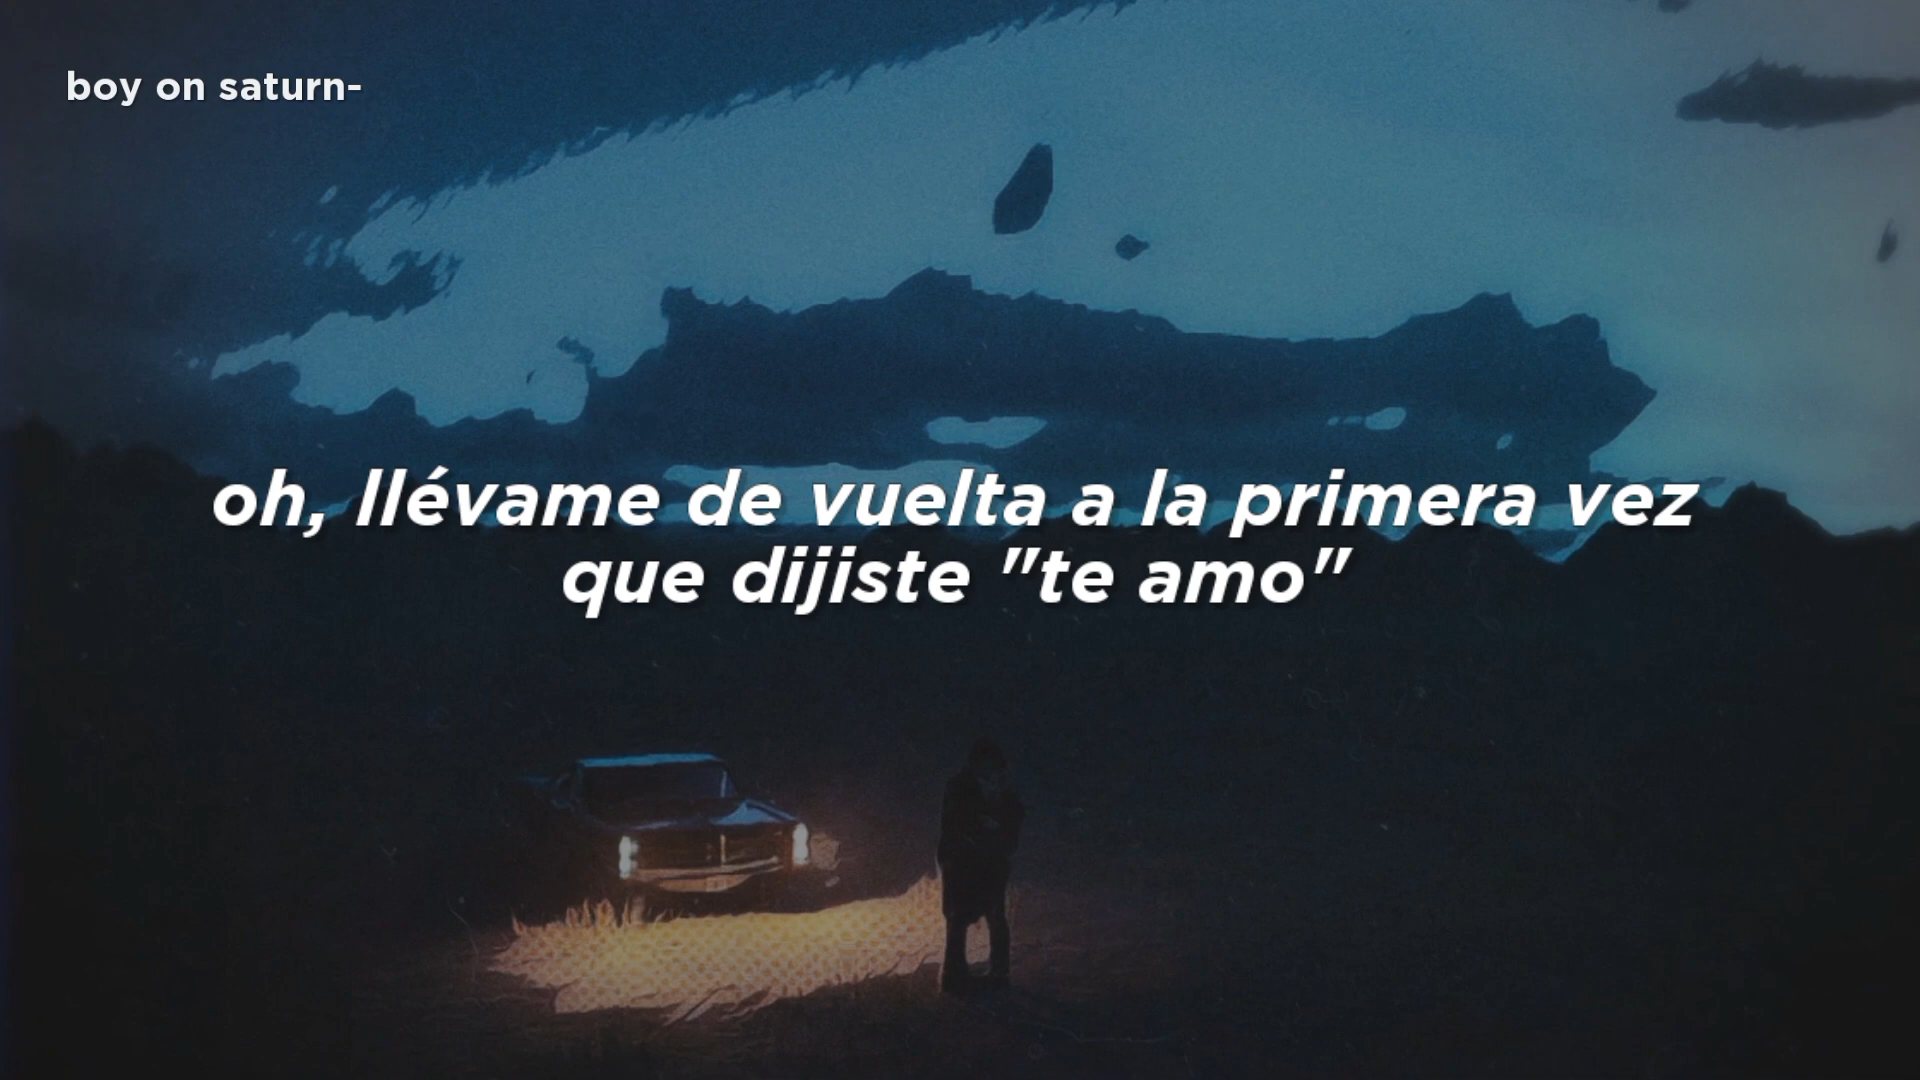 boy on saturn-
oh, llévame de vuelta a la primera vez
que dijiste "te amo"